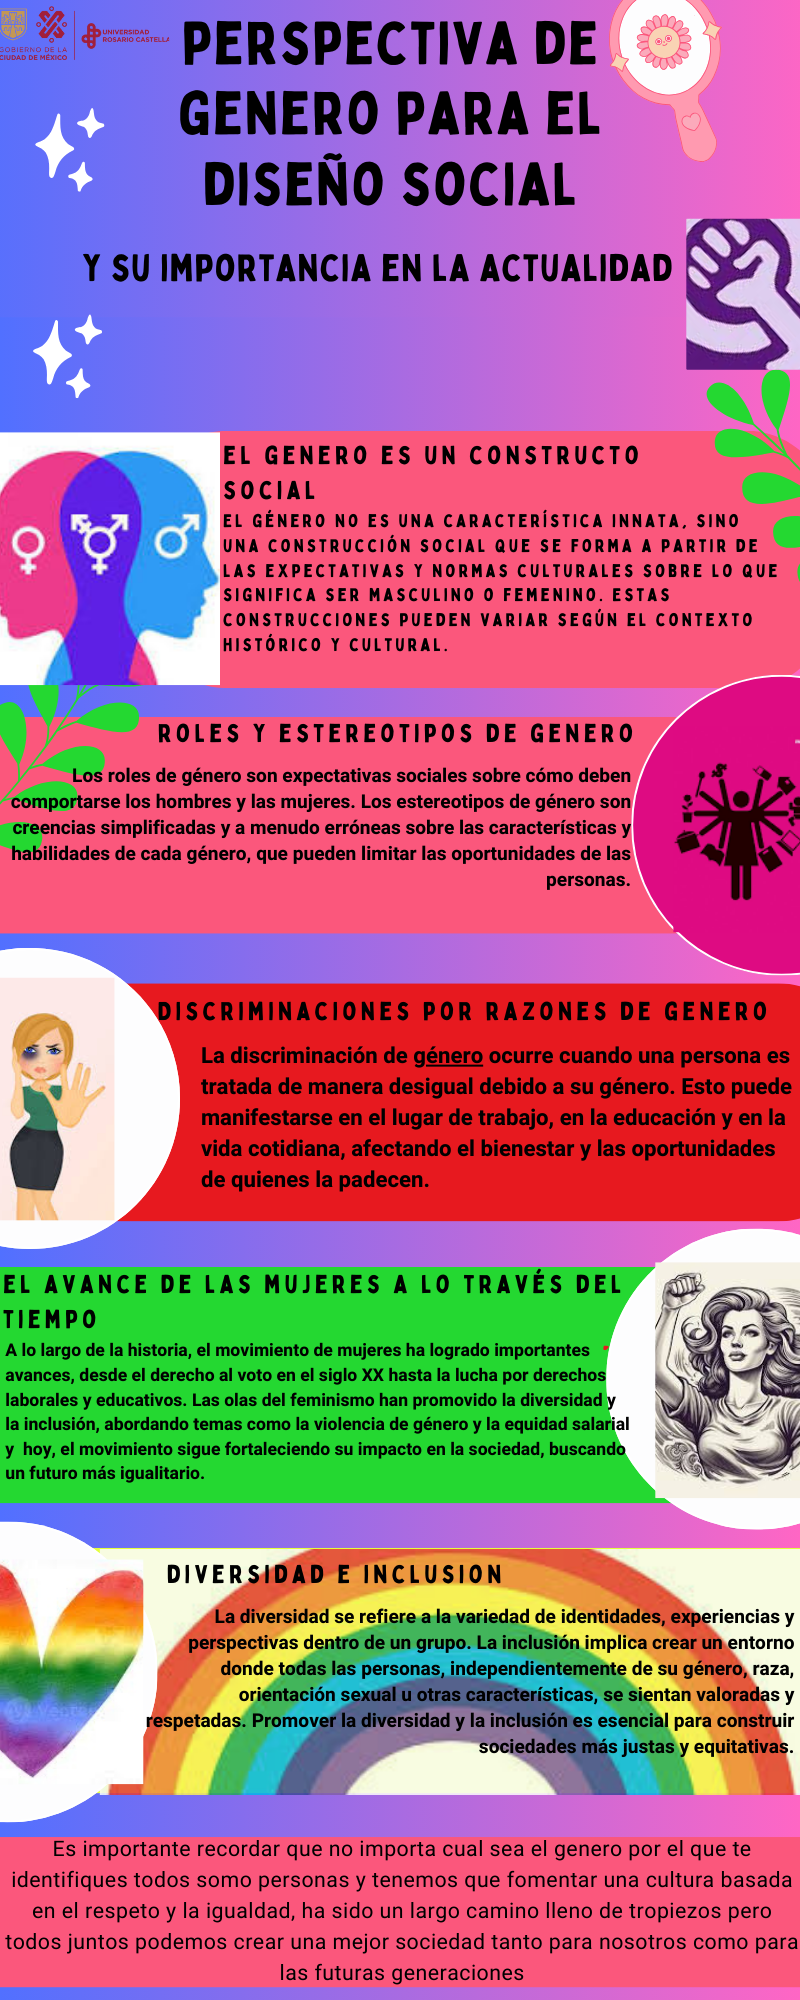 GOBIERNO DE LA
CIUDAD DE MÉXICO
UNIVERSIDAD
ROSARIO CASTELLA
PERSPECTIVA DE
GENERO PARA EL
DISEÑO SOCIAL
Y SU IMPORTANCIA EN LA ACTUALIDAD
EL GENERO ES UN CONSTRUCTO
SOCIAL
EL GÉNERO NO ES UNA CARACTERÍSTICA INNATA, SINO
UNA CONSTRUCCIÓN SOCIAL QUE SE FORMA A PARTIR DE
LAS EXPECTATIVAS Y NORMAS CULTURALES SOBRE LO QUE
SIGNIFICA SER MASCULINO O FEMENINO. ESTAS
CONSTRUCCIONES PUEDEN VARIAR SEGÚN EL CONTEXTO
HISTÓRICO Y CULTURAL.
ROLES Y ESTEREOTIPOS DE GENERO
Los roles de género son expectativas sociales sobre cómo deben
comportarse los hombres y las mujeres. Los estereotipos de género son
creencias simplificadas y a menudo erróneas sobre las características y
habilidades de cada género, que pueden limitar las oportunidades de las
personas.
DISCRIMINACIONES POR RAZONES DE GENERO
La discriminación de género ocurre cuando una persona es
tratada de manera desigual debido a su género. Esto puede
manifestarse en el lugar de trabajo, en la educación y en la
vida cotidiana, afectando el bienestar y las oportunidades
de quienes la padecen.
EL AVANCE DE LAS MUJERES A LO TRAVÉS DEL
TIEMPO
A lo largo de la historia, el movimiento de mujeres ha logrado importantes
avances, desde el derecho al voto en el siglo XX hasta la lucha por derechos
laborales y educativos. Las olas del feminismo han promovido la diversidad y
la inclusión, abordando temas como la violencia de género y la equidad salarial
y hoy, el movimiento sigue fortaleciendo su impacto en la sociedad, buscando
un futuro más igualitario.
DIVERSIDAD E INCLUSION
La diversidad se refiere a la variedad de identidades, experiencias y
perspectivas dentro de un grupo. La inclusión implica crear un entorno
donde todas las personas, independientemente de su género, raza,
orientación sexual u otras características, se sientan valoradas y
respetadas. Promover la diversidad y la inclusión es esencial para construir
sociedades más justas y equitativas.
Es importante recordar que no importa cual sea el genero por el que te
identifiques todos somo personas y tenemos que fomentar una cultura basada
en el respeto y la igualdad, ha sido un largo camino lleno de tropiezos pero
todos juntos podemos crear una mejor sociedad tanto para nosotros como para
las futuras generaciones